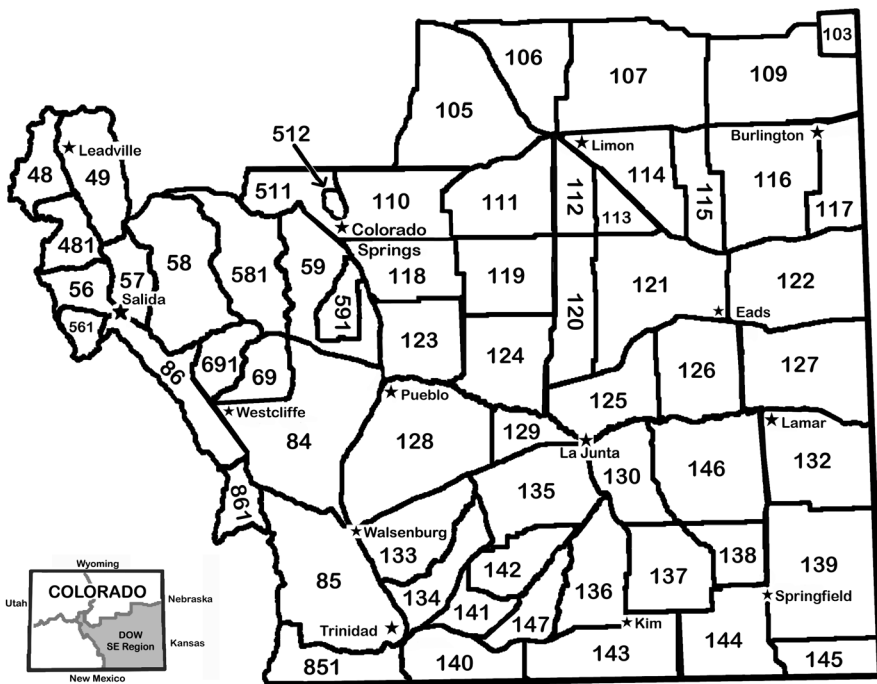 103
106
107
109
105
512
Leadville
Limon
Burlington
48
49
511
110
111
112
114
115
116
113
117
Colorado
Springs
481
58
581
59
118
119
121
122
56
57
Salida
591
120
Eads
561
123
124
126
127
86
691
69
Pueblo
125
Westcliffe
84
128
129
La Junta
Lamar
130
146
132
861
135
Walsenburg
133
142
138
139
85
134
136
137
141
147
Springfield
Trinidad
Kim
144
851
140
143
145
Wyoming
COLORADO
Utah
Nebraska
DOW
SE Region
Kansas
New Mexico